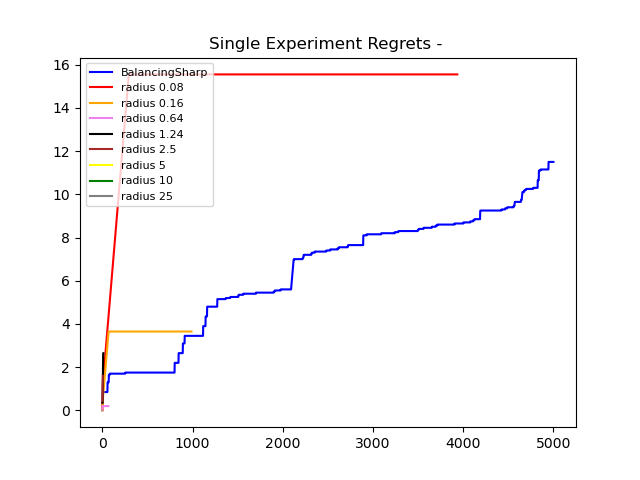 Single Experiment Regrets -
16
14
12
10
8
6
4
2
0
BalancingSharp
radius 0.08
radius 0.16
radius 0.64
radius 1.24
radius 2.5
radius 5
radius 10
radius 25
0 1000 2000 3000 4000 5000